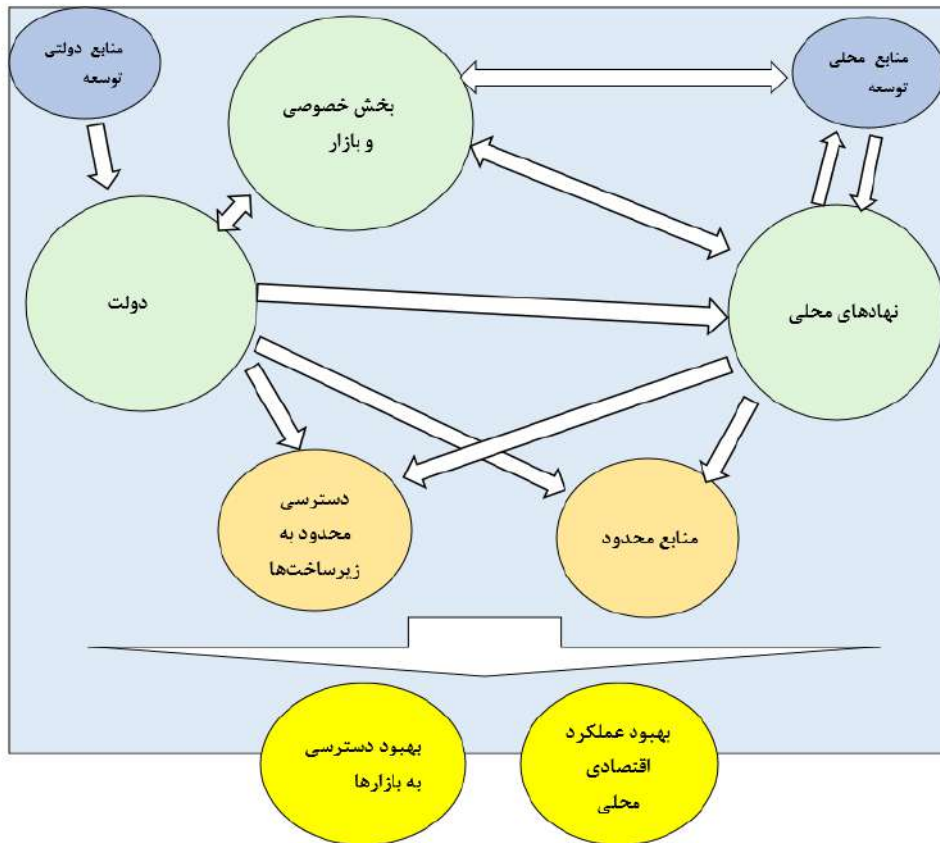 منابع دولتی
توسعه
بخش خصوصی
و بازار
منابع محلی
توسعه
دولت
نهادهای محلی
دسترسی
محدود به
زیرساخت‌ها
منابع محدود
بهبود دسترسی
به بازارها
بهبود عملکرد
اقتصادی
محلی